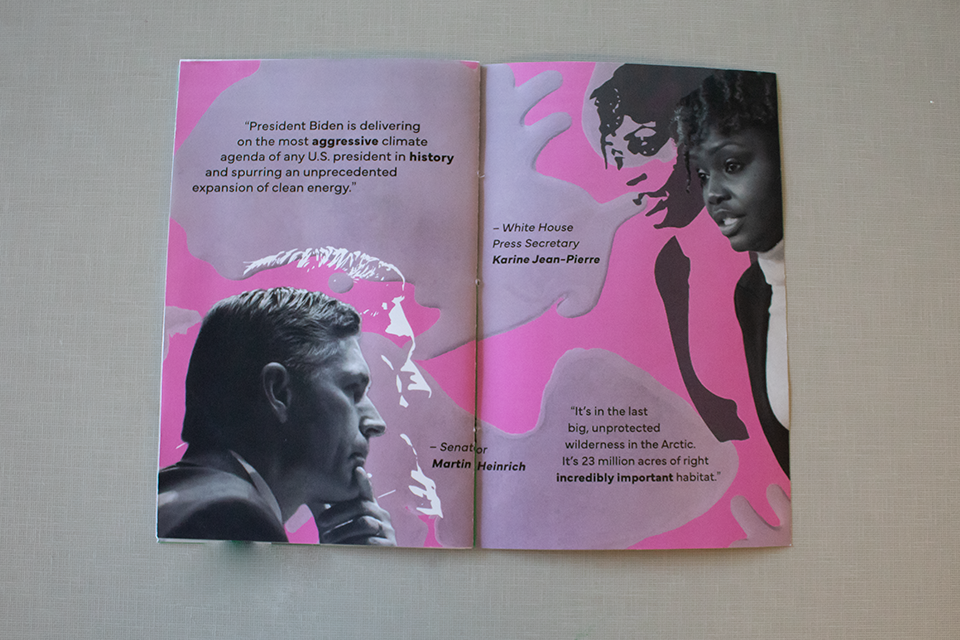 “President Biden is delivering
on the most aggressive climate
agenda of any U.S. president in history
and spurring an unprecedented
expansion of clean energy.”
– White House
Press Secretary
Karine Jean-Pierre
“It’s in the last
big, unprotected
wilderness in the Arctic.
It’s 23 million acres of right
incredibly important habitat.”
– Senator
Martin Heinrich